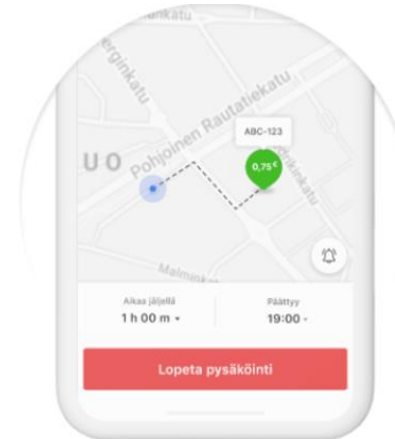 Pohjoinen Rautatiekatu
ABC-123
U O
0,75€
Aikaa jäljellä
Päättyy
1 h 00 m
19:00
Lopeta pysäköinti